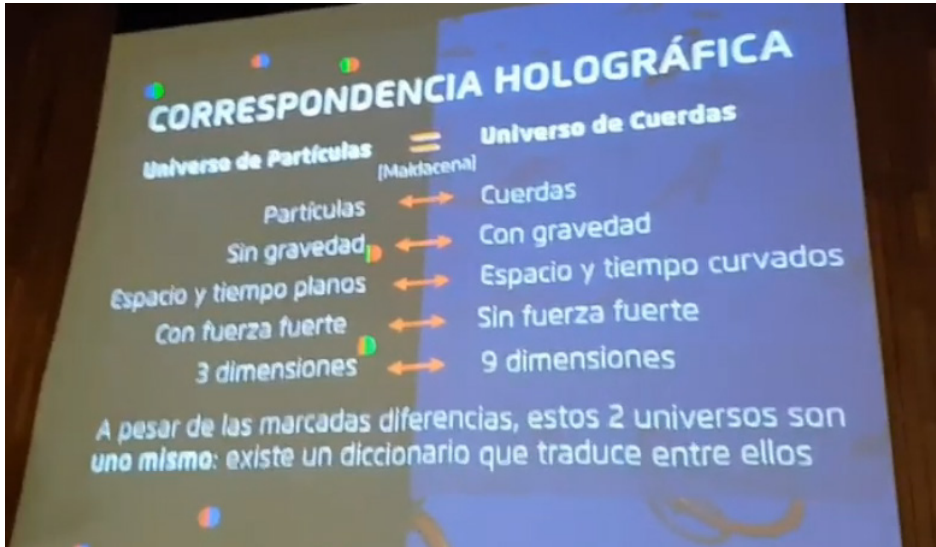 CORRESPONDENCIA HOLOGRÁFICA
Universo de Partículas = Universo de Cuerdas
[Maldacena]
Partículas ↔ Cuerdas
Sin gravedad ↔ Con gravedad
Espacio y tiempo planos ↔ Espacio y tiempo curvados
Con fuerza fuerte ↔ Sin fuerza fuerte
3 dimensiones ↔ 9 dimensiones
A pesar de las marcadas diferencias, estos 2 universos son
uno mismo: existe un diccionario que traduce entre ellos